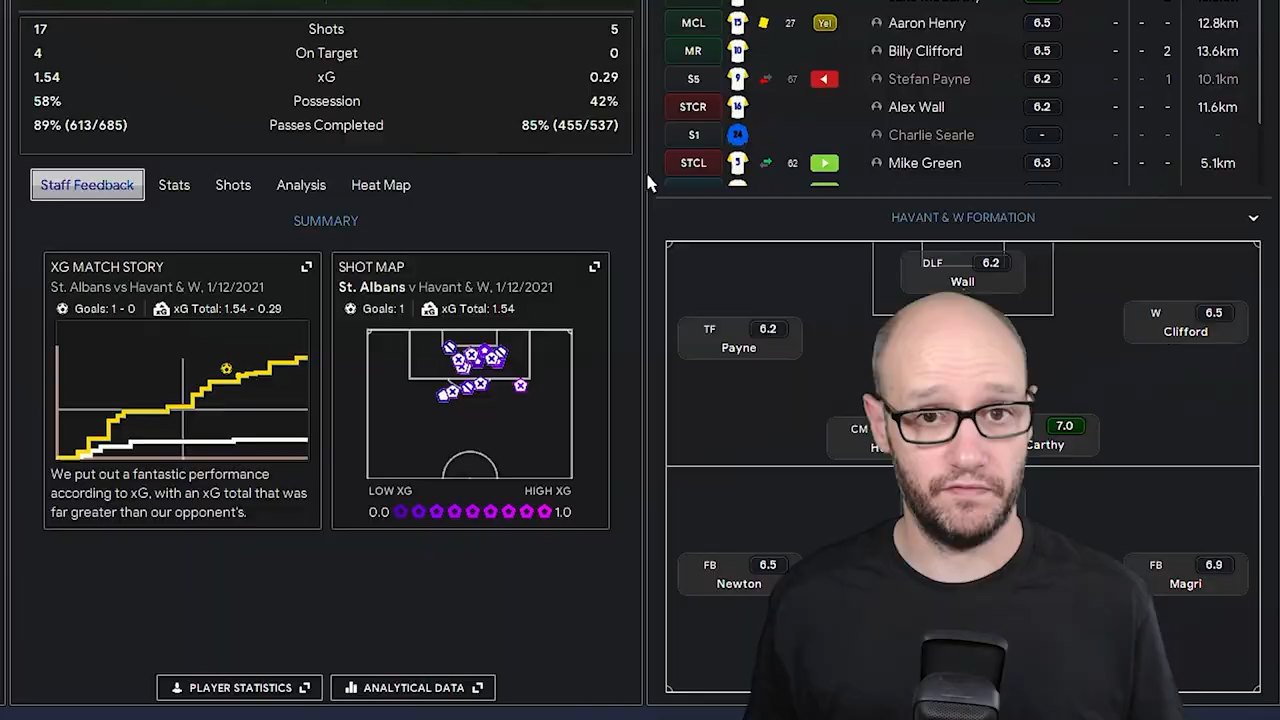 17 Shots 5
4 On Target 0
1.54 xG 0.29
58% Possession 42%
89% (613/685) Passes Completed 85% (455/537)
Staff Feedback Stats Shots Analysis Heat Map
SUMMARY
XG MATCH STORY
St. Albans vs Havant & W, 1/12/2021
Goals: 1 - 0 xG Total: 1.54 - 0.29
We put out a fantastic performance
according to xG, with an xG total that was
far greater than our opponent's.
SHOT MAP
St. Albans v Havant & W, 1/12/2021
Goals: 1 xG Total: 1.54
LOW XG HIGH XG
0.0 1.0
PLAYER STATISTICS
ANALYTICAL DATA
MCL 15 27 Yel Aaron Henry 6.5 - - - 12.8km
MR 10 Billy Clifford 6.5 - - 2 13.6km
S5 9 67 Stefan Payne 6.2 - - 1 10.1km
STCR 16 Alex Wall 6.2 - - - 11.6km
S1 24 Charlie Searle - - - - -
STCL 62 Mike Green 6.3 - - - 5.1km
HAVANT & W FORMATION
DLF 6.2
Wall
TF 6.2
Payne
W 6.5
Clifford
CM
7.0
Carthy
FB 6.5
Newton
FB 6.9
Magri